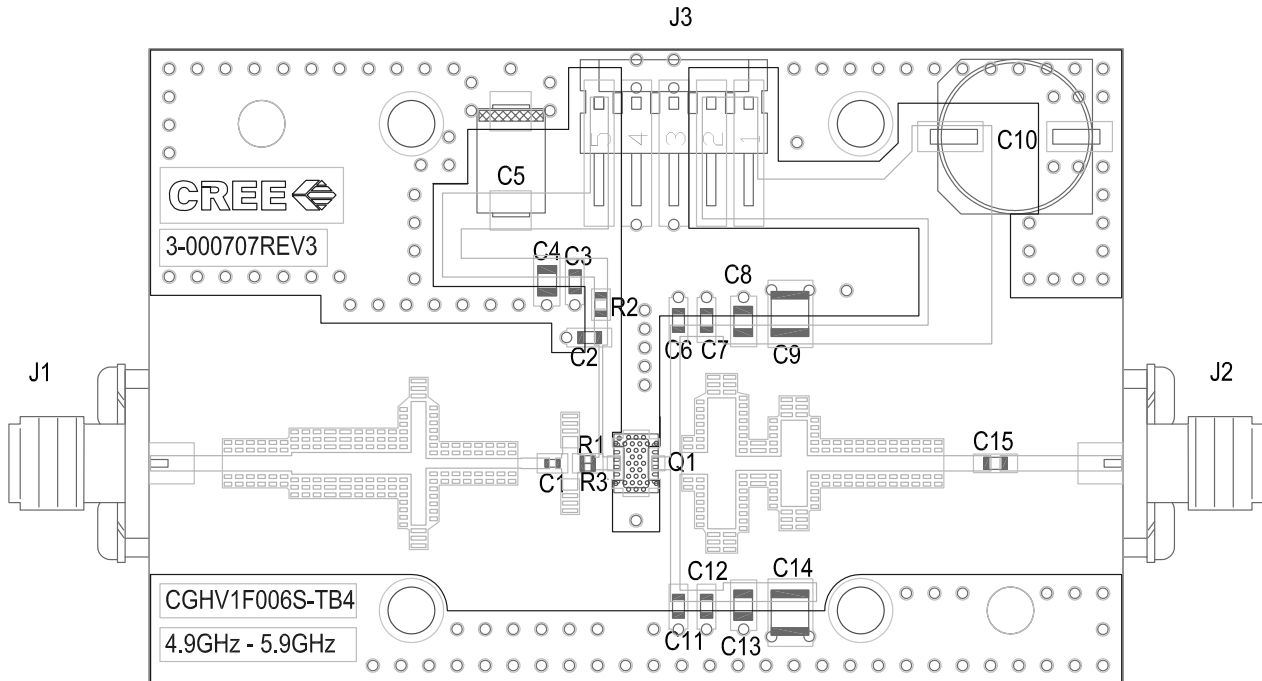 J3
5 4 3 2 1
C10
C5
CREE
3-000707REV3
C4 C3
C8
R2
C6 C7
C2
C9
J1
J2
R1
Q1
C15
C1 R3
C12
C14
CGHV1F006S-TB4
C11
C13
4.9GHz - 5.9GHz